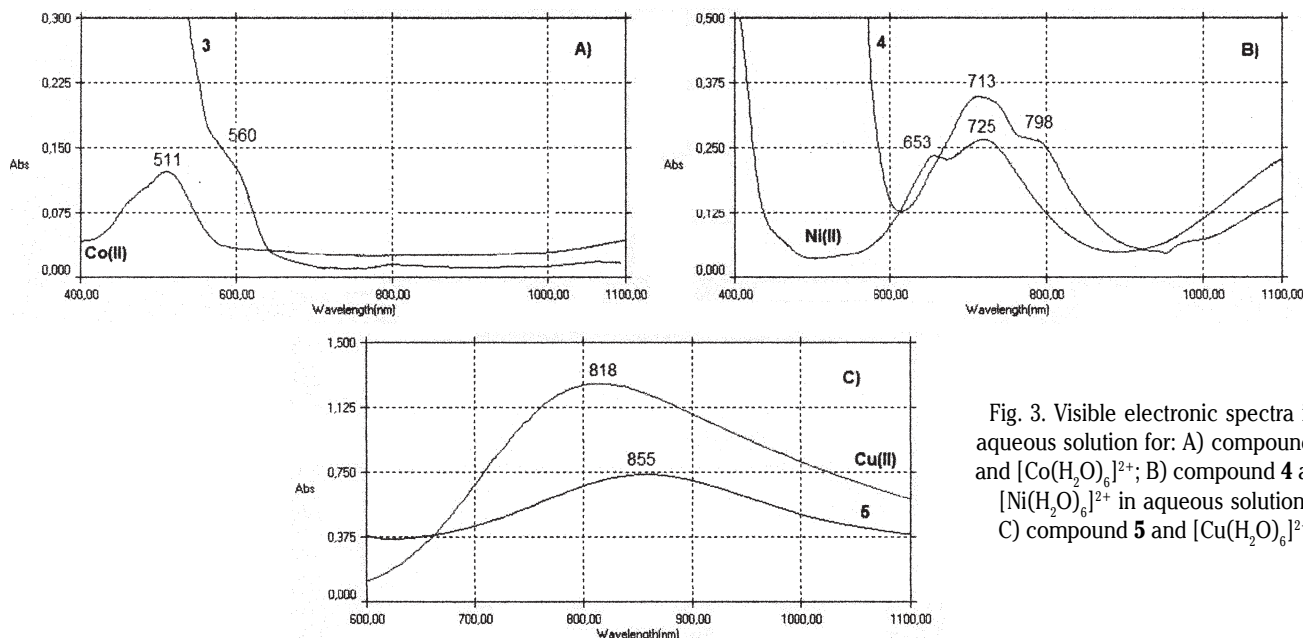 0,300
0,225
0,150
0,075
0,000
Abs
3
A)
560
511
Co(II)
400,00 600,00 800,00 1000,00 1100,00
Wavelength(nm)
0,500
0,375
0,250
0,125
0,000
Abs
4
B)
713
653 725 798
Ni(II)
400,00 600,00 800,00 1000,00 1100,00
Wavelength(nm)
1,500
1,125
0,750
0,375
0,000
Abs
818
C)
855
Cu(II)
5
600,00 700,00 800,00 900,00 1000,00 1100,00
Wavelength(nm)
Fig. 3. Visible electronic spectra
aqueous solution for: A) compound
and [Co(H₂O)₆]²⁺; B) compound 4
[Ni(H₂O)₆]²⁺ in aqueous solution
C) compound 5 and [Cu(H₂O)₆]²